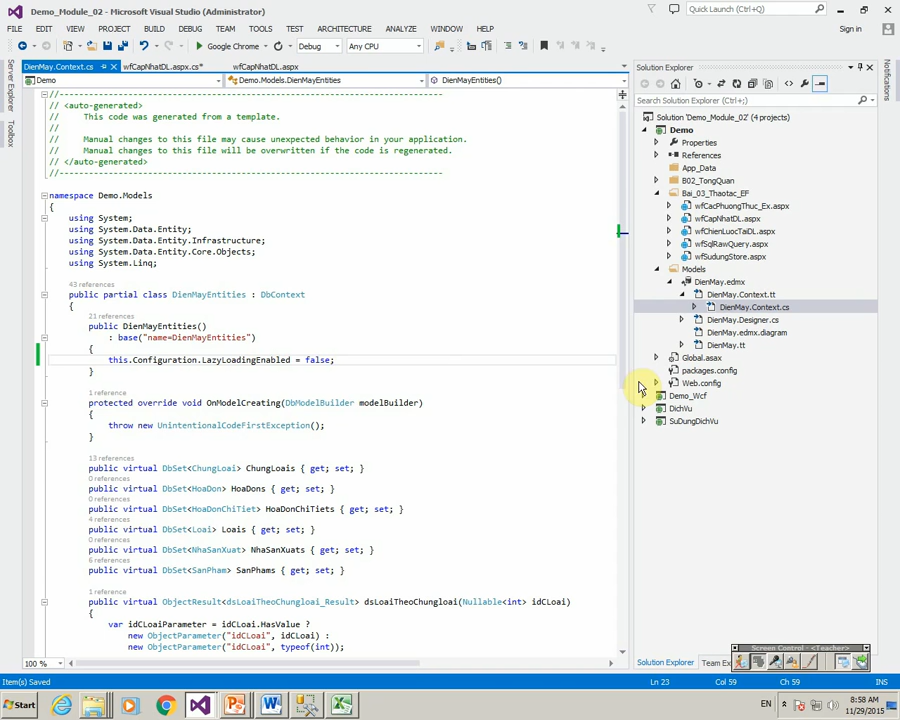 Demo_Module_02 - Microsoft Visual Studio (Administrator)
Quick Launch (Ctrl+Q)
FILE EDIT VIEW PROJECT BUILD DEBUG TEAM TOOLS TEST ARCHITECTURE ANALYZE WINDOW HELP
Sign in
Google Chrome
Debug
Any CPU
DienMay.Context.cs
wfCapNhatDL.aspx.cs*
wfCapNhatDL.aspx
Demo
Demo.Models.DienMayEntities
DienMayEntities()
Server Explorer
Toolbox
Notifications
//------------------------------------------------------------------------------
// <auto-generated>
// This code was generated from a template.
//
// Manual changes to this file may cause unexpected behavior in your application.
// Manual changes to this file will be overwritten if the code is regenerated.
// </auto-generated>
//------------------------------------------------------------------------------
namespace Demo.Models
{
using System;
using System.Data.Entity;
using System.Data.Entity.Infrastructure;
using System.Data.Entity.Core.Objects;
using System.Linq;
43 references
public partial class DienMayEntities : DbContext
{
21 references
public DienMayEntities()
: base("name=DienMayEntities")
{
this.Configuration.LazyLoadingEnabled = false;
}
1 reference
protected override void OnModelCreating(DbModelBuilder modelBuilder)
{
throw new UnintentionalCodeFirstException();
}
13 references
public virtual DbSet<ChungLoai> ChungLoais { get; set; }
0 references
public virtual DbSet<HoaDon> HoaDons { get; set; }
0 references
public virtual DbSet<HoaDonChiTiet> HoaDonChiTiets { get; set; }
4 references
public virtual DbSet<Loai> Loais { get; set; }
0 references
public virtual DbSet<NhaSanXuat> NhaSanXuats { get; set; }
6 references
public virtual DbSet<SanPham> SanPhams { get; set; }
1 reference
public virtual ObjectResult<dsLoaiTheoChungloai_Result> dsLoaiTheoChungloai(Nullable<int> idCLoai)
{
var idCLoaiParameter = idCLoai.HasValue ?
new ObjectParameter("idCLoai", idCLoai) :
new ObjectParameter("idCLoai", typeof(int));
100 %
Solution Explorer
Search Solution Explorer (Ctrl+;)
Solution 'Demo_Module_02' (4 projects)
Demo
Properties
References
App_Data
B02_TongQuan
Bai_03_Thaotac_EF
wfCacPhuongThuc_Ex.aspx
wfCapNhatDL.aspx
wfChienLuocTaiDL.aspx
wfSqlRawQuery.aspx
wfSudungStore.aspx
Models
DienMay.edmx
DienMay.Context.tt
DienMay.Context.cs
DienMay.Designer.cs
DienMay.edmx.diagram
DienMay.tt
Global.asax
packages.config
Web.config
Demo_Wcf
DichVu
SuDungDichVu
Screen Control - <Teacher>
Solution Explorer
Team Ex
Item(s) Saved
Ln 23
Col 59
Ch 59
INS
Start
EN
8:58 AM
11/29/2015